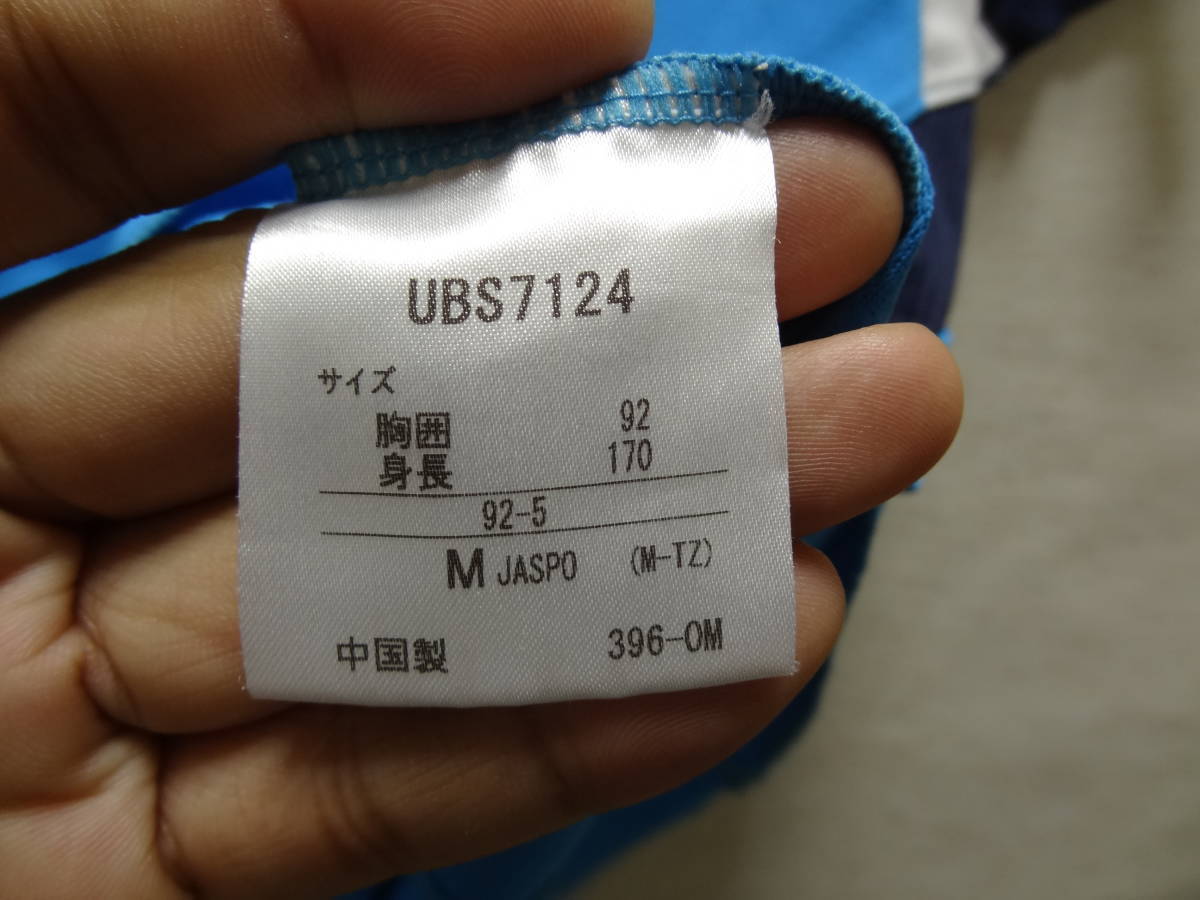 UBS7124
サイズ
胸囲 92
身長 170
92-5
M JASPO (M-TZ)
中国製 396-0M